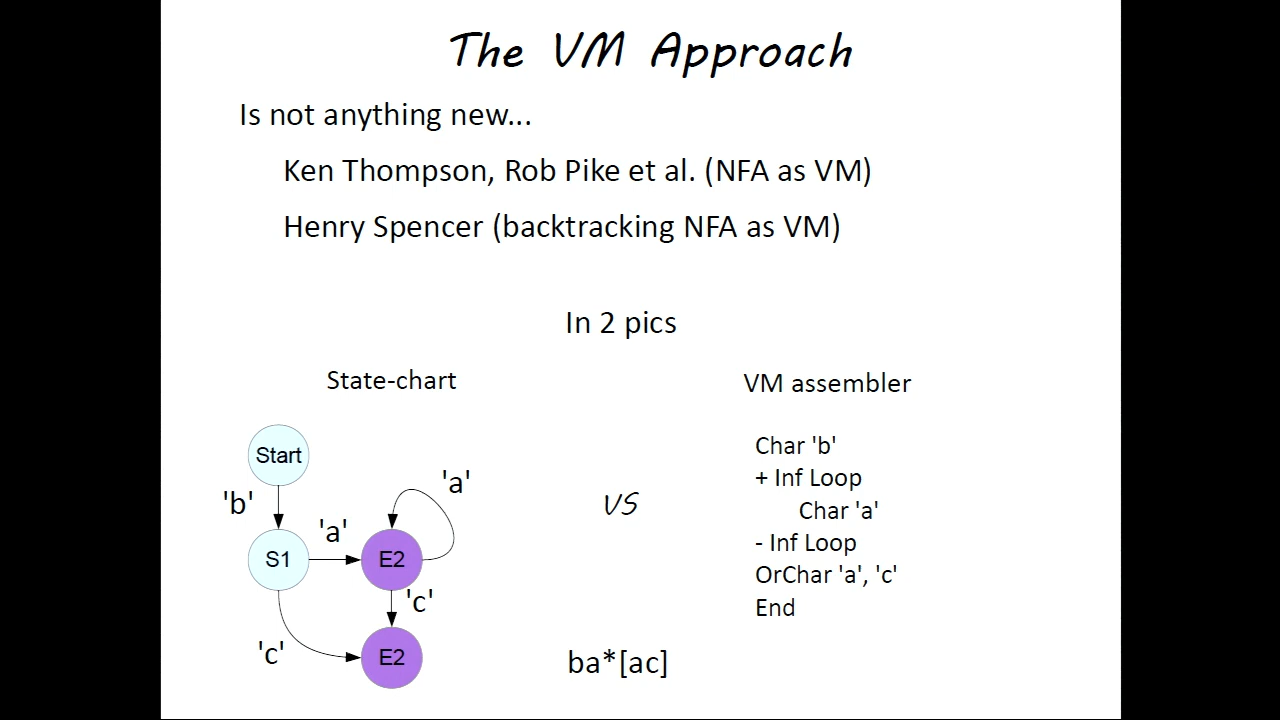 The VM Approach
Is not anything new...
Ken Thompson, Rob Pike et al. (NFA as VM)
Henry Spencer (backtracking NFA as VM)
In 2 pics
State-chart
VM assembler
Start
'b'
'a'
'a'
S1
E2
'c'
'c'
E2
VS
ba*[ac]
Char 'b'
+ Inf Loop
Char 'a'
- Inf Loop
OrChar 'a', 'c'
End